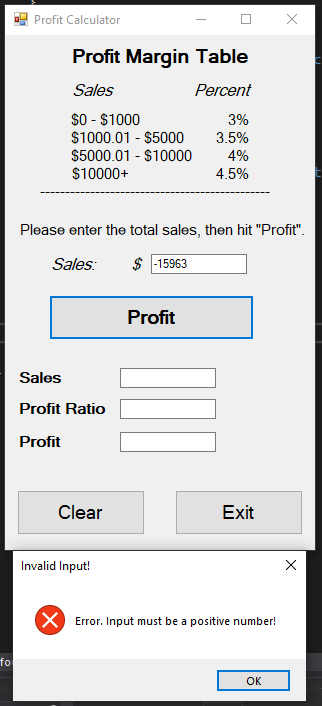 Profit Calculator
Profit Margin Table
Sales Percent
$0 - $1000 3%
$1000.01 - $5000 3.5%
$5000.01 - $10000 4%
$10000+ 4.5%
----------------------------------------------
Please enter the total sales, then hit "Profit".
Sales: $ -15963
Profit
Sales
Profit Ratio
Profit
Clear Exit
Invalid Input!
Error. Input must be a positive number!
OK